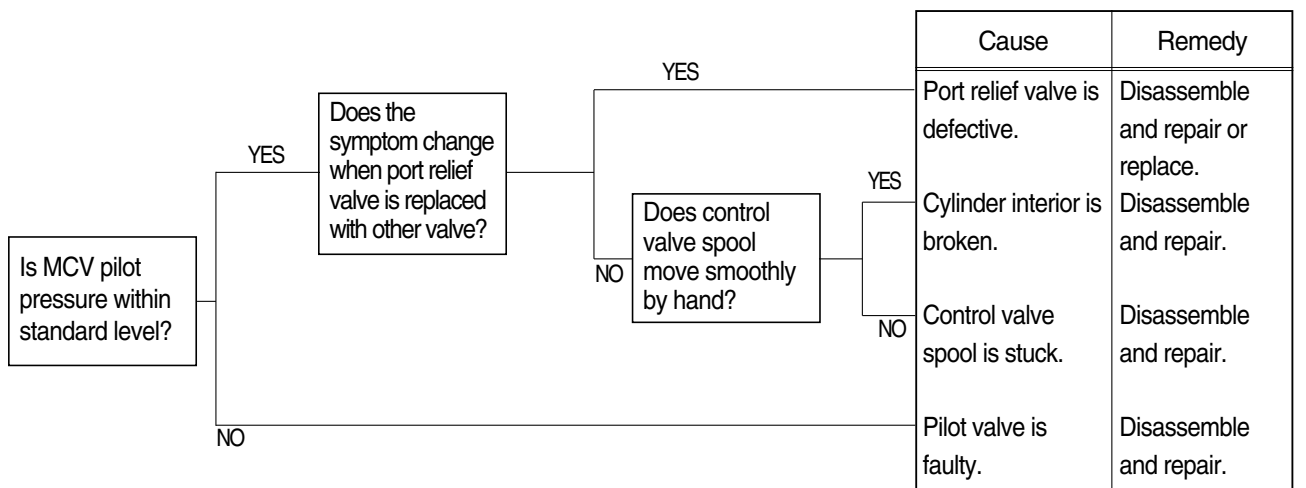 Is MCV pilot
pressure within
standard level?
YES
NO
Does the
symptom change
when port relief
valve is replaced
with other valve?
YES
NO
Does control
valve spool
move smoothly
by hand?
YES
NO
Cause
Remedy
Port relief valve is
defective.
Disassemble
and repair or
replace.
Cylinder interior is
broken.
Disassemble
and repair.
Control valve
spool is stuck.
Disassemble
and repair.
Pilot valve is
faulty.
Disassemble
and repair.